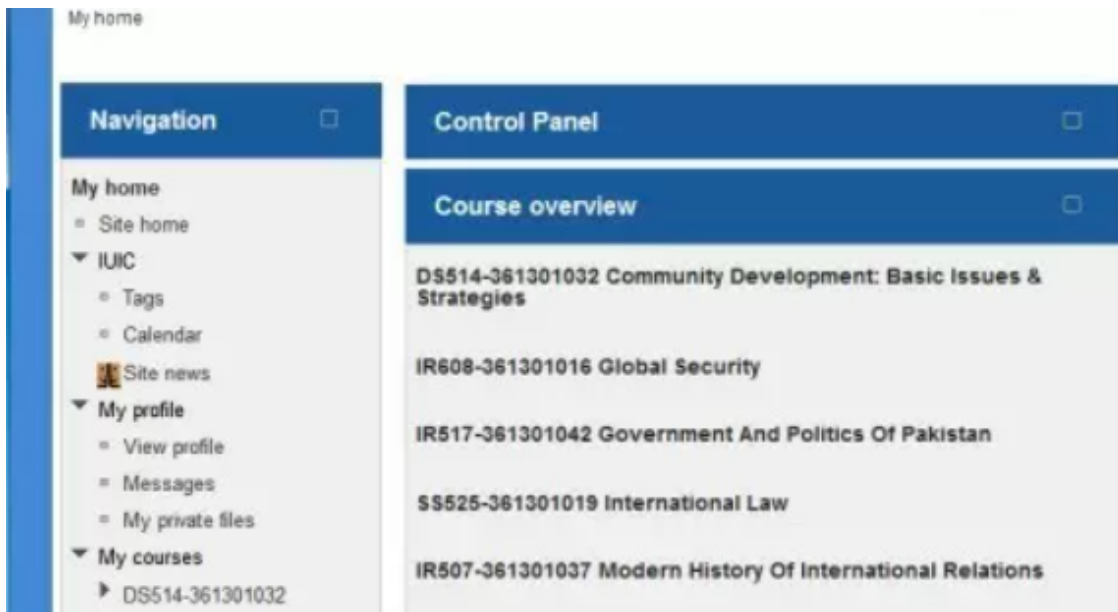 My home
Navigation
My home
Site home
IUIC
Tags
Calendar
Site news
My profile
View profile
Messages
My private files
My courses
DS514-361301032
Control Panel
Course overview
DS514-361301032 Community Development: Basic Issues &
Strategies
IR608-361301016 Global Security
IR517-361301042 Government And Politics Of Pakistan
SS525-361301019 International Law
IR507-361301037 Modern History Of International Relations